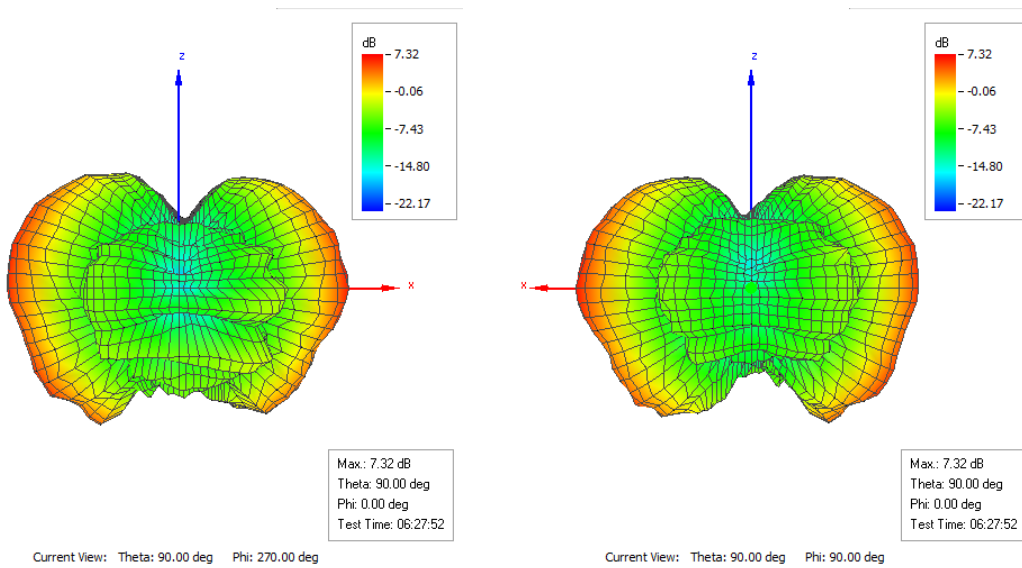 dB
7.32
-0.06
-7.43
-14.80
-22.17
z
x
Max.: 7.32 dB
Theta: 90.00 deg
Phi: 0.00 deg
Test Time: 06:27:52
Current View: Theta: 90.00 deg Phi: 270.00 deg
dB
7.32
-0.06
-7.43
-14.80
-22.17
z
x
Max.: 7.32 dB
Theta: 90.00 deg
Phi: 0.00 deg
Test Time: 06:27:52
Current View: Theta: 90.00 deg Phi: 90.00 deg